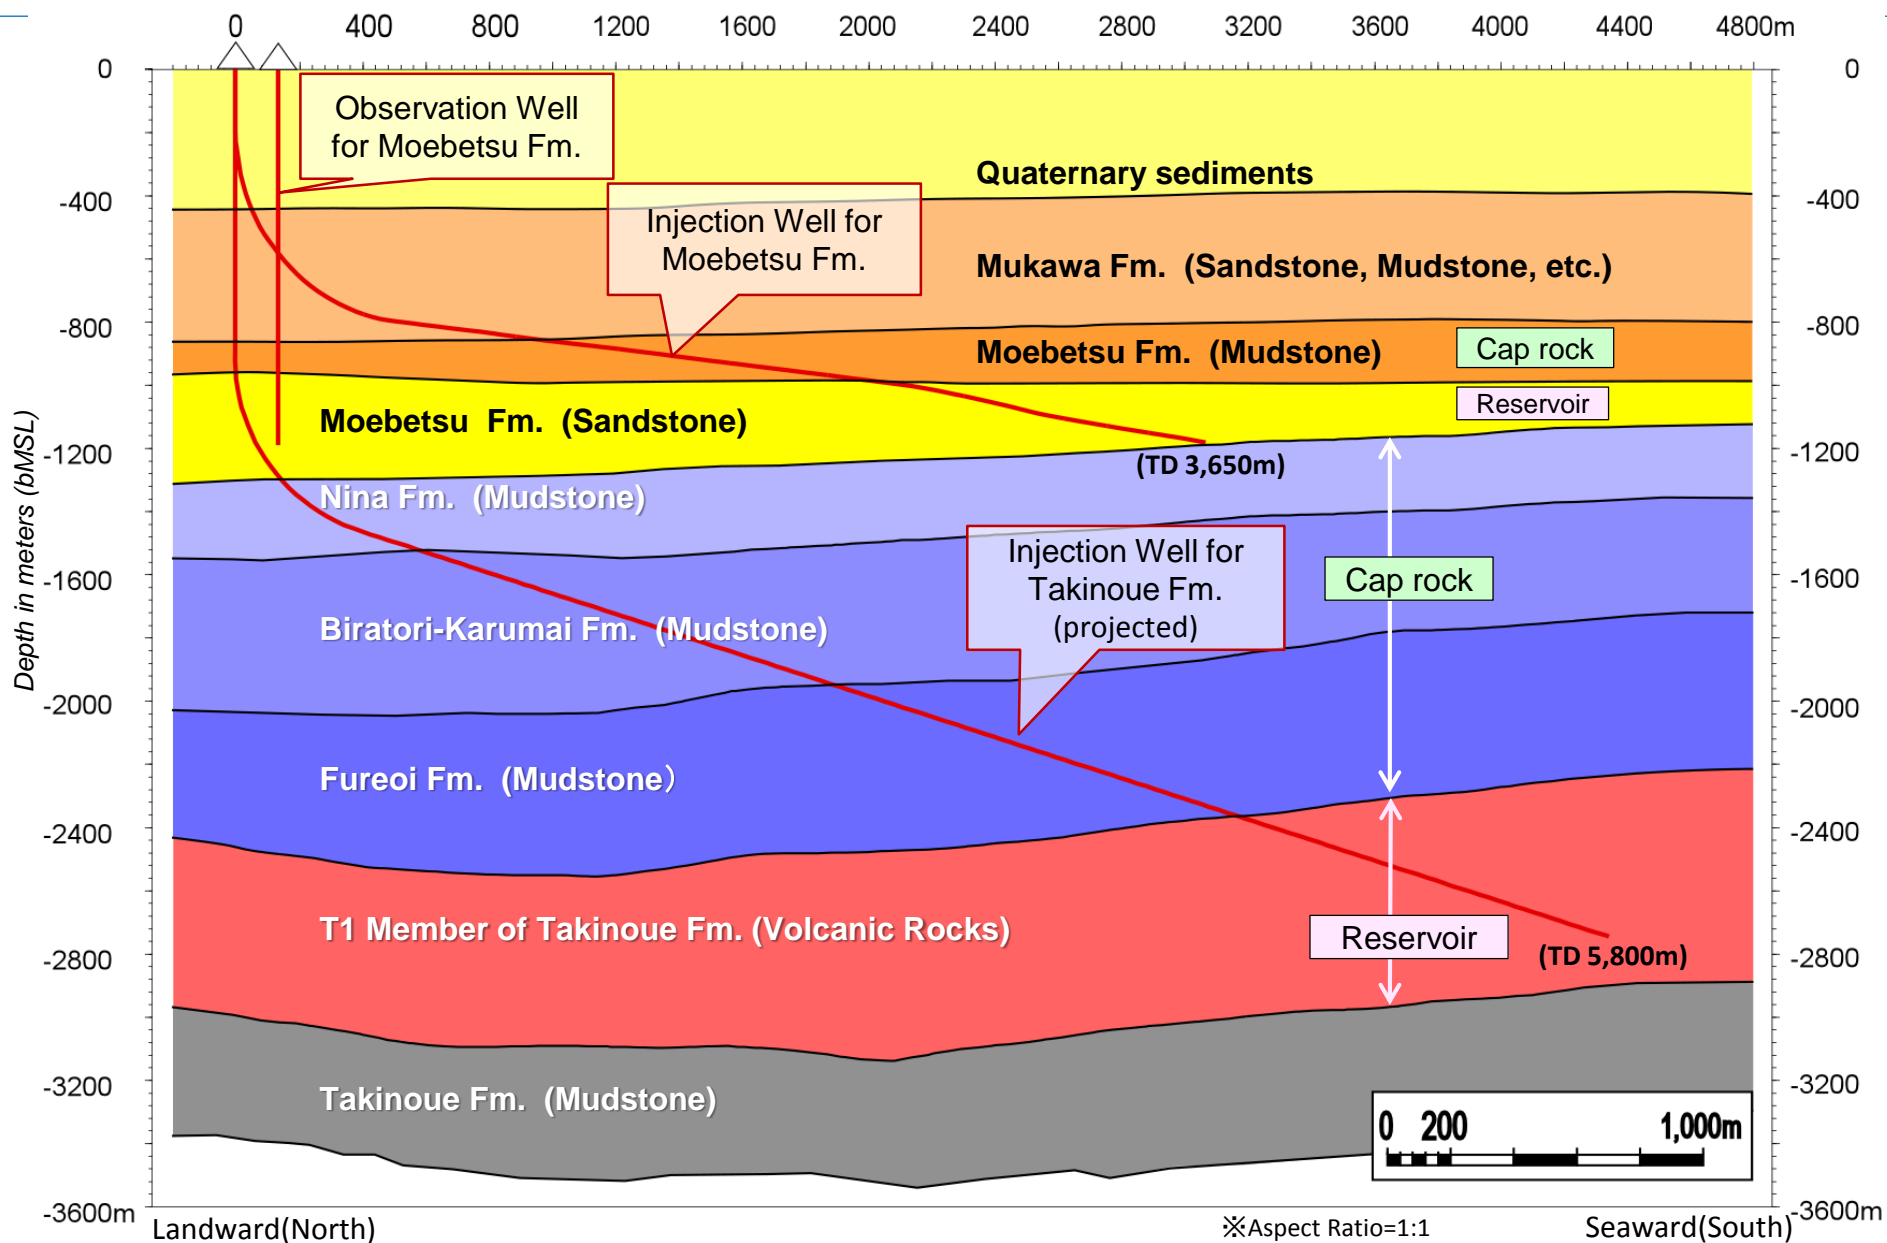 0 400 800 1200 1600 2000 2400 2800 3200 3600 4000 4400 4800m
0
-400
-800
-1200
-1600
-2000
-2400
-2800
-3200
-3600m
Depth in meters (bMSL)
0
-400
-800
-1200
-1600
-2000
-2400
-2800
-3200
-3600m
Observation Well
for Moebetsu Fm.
Quaternary sediments
Injection Well for
Moebetsu Fm.
Mukawa Fm. (Sandstone, Mudstone, etc.)
Moebetsu Fm. (Mudstone)
Cap rock
Reservoir
Moebetsu Fm. (Sandstone)
(TD 3,650m)
Nina Fm. (Mudstone)
Injection Well for
Takinoue Fm.
(projected)
Cap rock
Biratori-Karumai Fm. (Mudstone)
Fureoi Fm. (Mudstone）
T1 Member of Takinoue Fm. (Volcanic Rocks)
Reservoir
(TD 5,800m)
Takinoue Fm. (Mudstone)
0 200 1,000m
Landward(North)
※Aspect Ratio=1:1
Seaward(South)